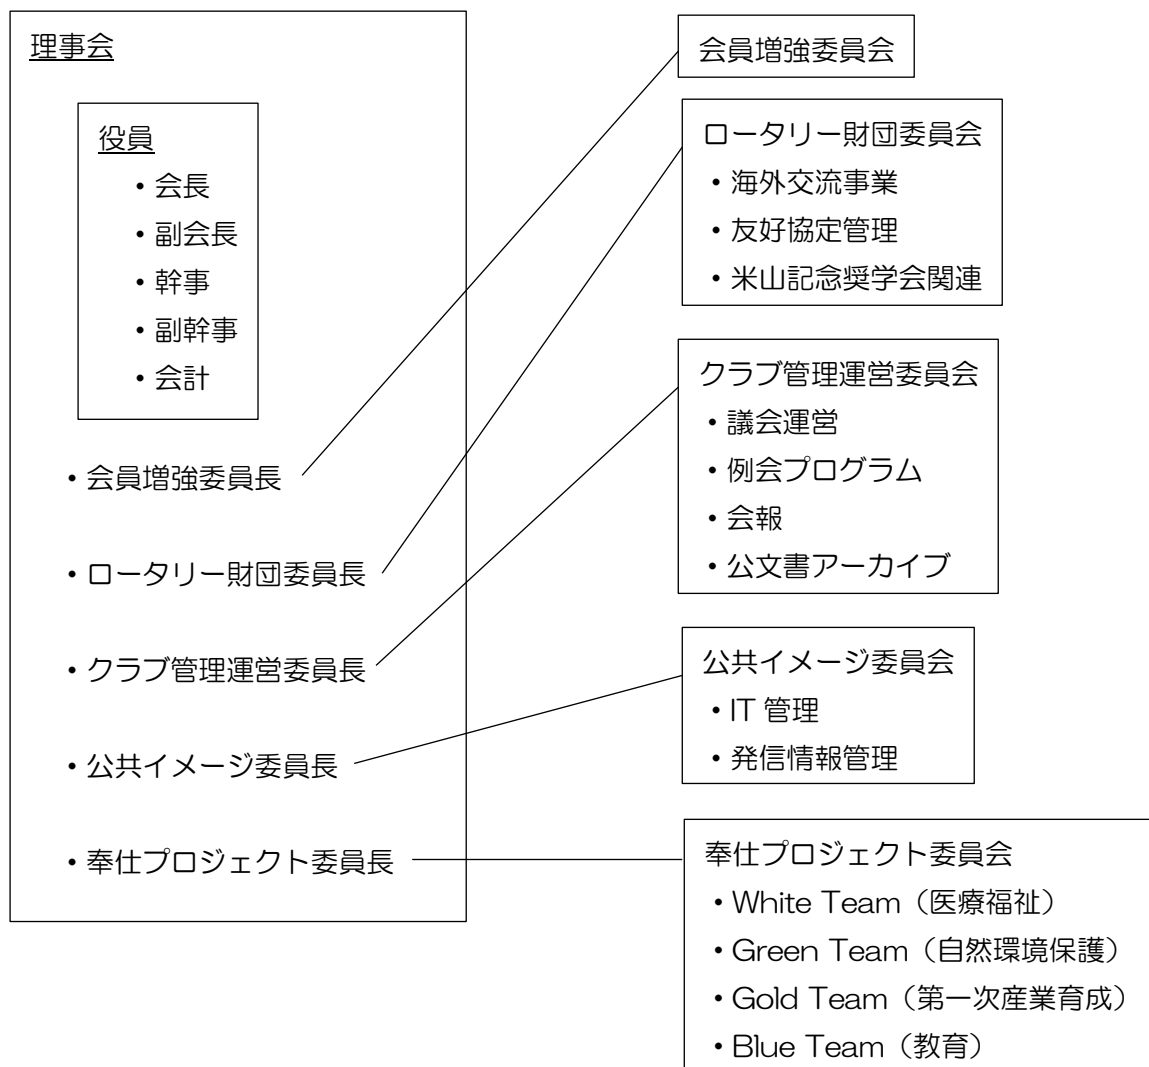 理事会
役員
・会長
・副会長
・幹事
・副幹事
・会計
・会員増強委員長
・ロータリー財団委員長
・クラブ管理運営委員長
・公共イメージ委員長
・奉仕プロジェクト委員長
会員増強委員会
ロータリー財団委員会
・海外交流事業
・友好協定管理
・米山記念奨学会関連
クラブ管理運営委員会
・議会運営
・例会プログラム
・会報
・公文書アーカイブ
公共イメージ委員会
・IT 管理
・発信情報管理
奉仕プロジェクト委員会
・White Team（医療福祉）
・Green Team（自然環境保護）
・Gold Team（第一次産業育成）
・Blue Team（教育）